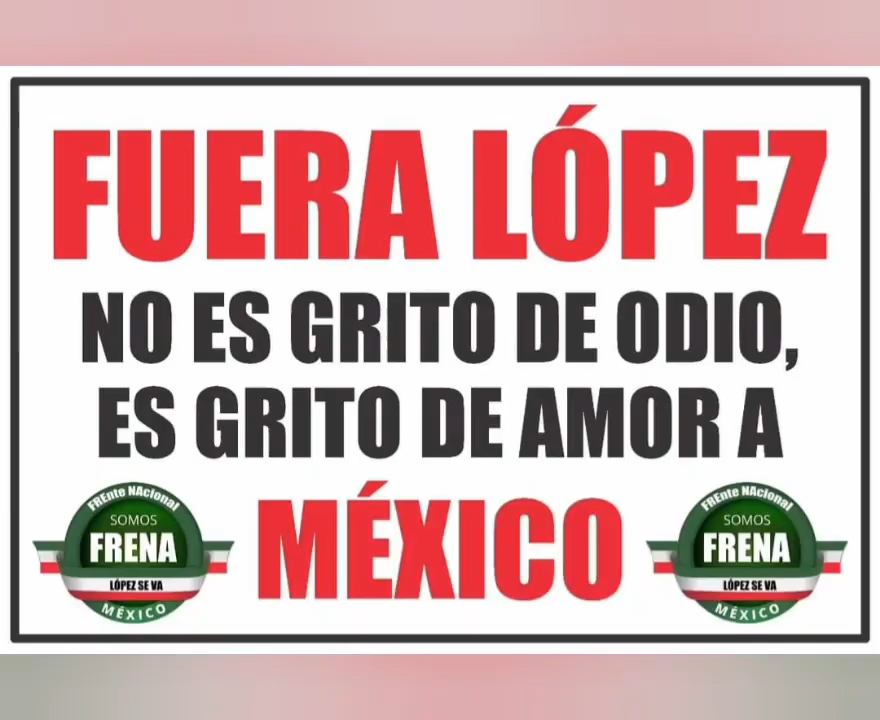 FUERA LÓPEZ
NO ES GRITO DE ODIO,
ES GRITO DE AMOR A
MÉXICO
FREnte NAcional
SOMOS
FRENA
LÓPEZ SE VA
MÉXICO
FREnte NAcional
SOMOS
FRENA
LÓPEZ SE VA
MÉXICO